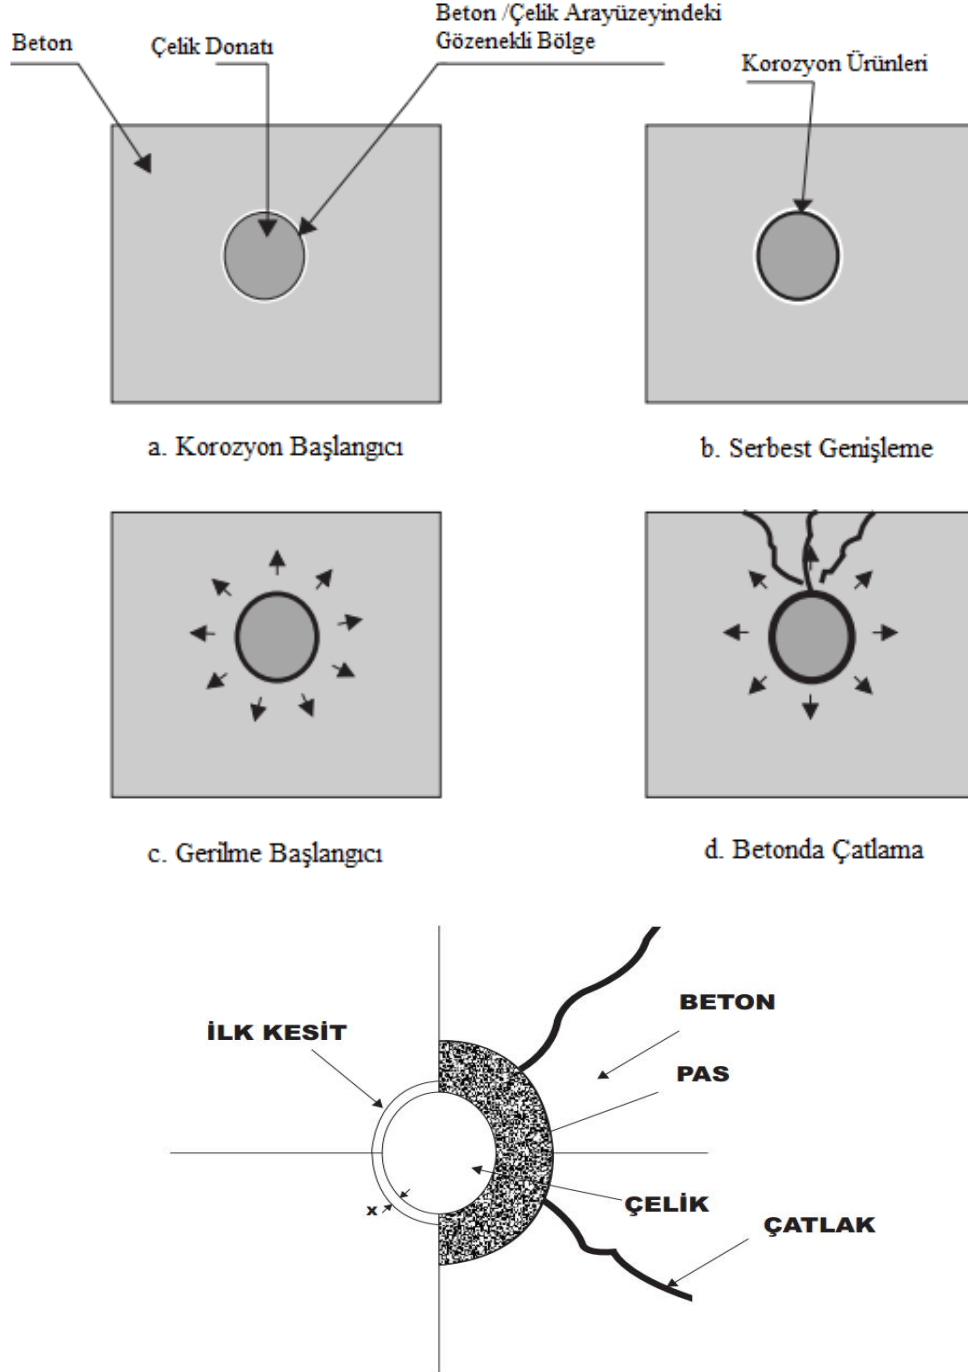 Beton /Çelik Arayüzeyindeki
Gözenekli Bölge
Beton
Çelik Donatı
Korozyon Ürünleri
a. Korozyon Başlangıcı
b. Serbest Genişleme
c. Gerilme Başlangıcı
d. Betonda Çatlama
BETON
İLK KESİT
PAS
ÇELİK
x
ÇATLAK